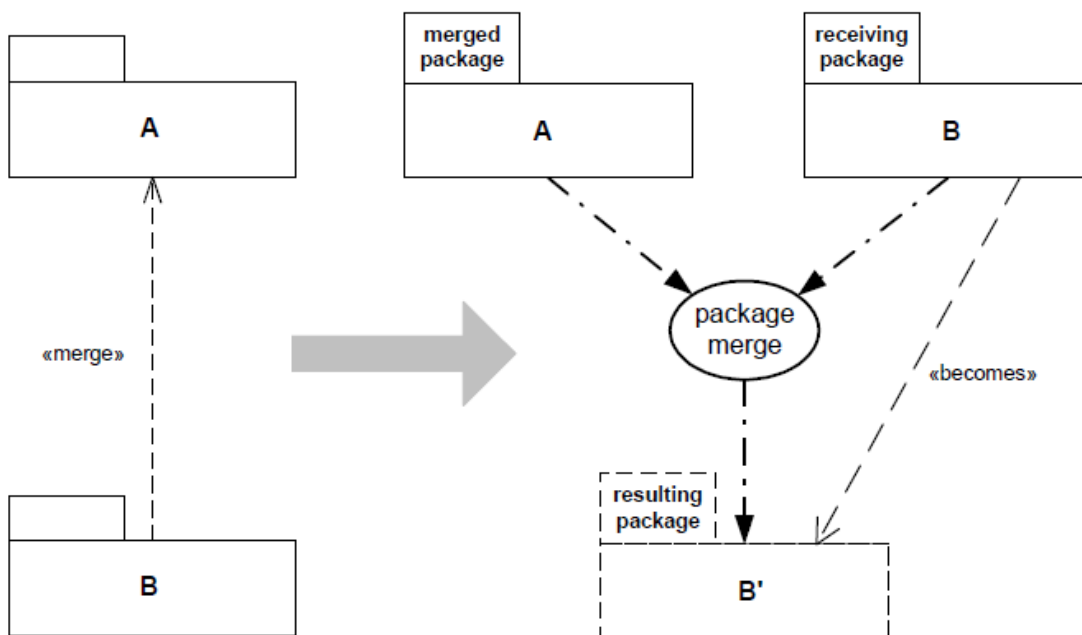 A
«merge»
B
merged
package
A
receiving
package
B
package
merge
«becomes»
resulting
package
B'